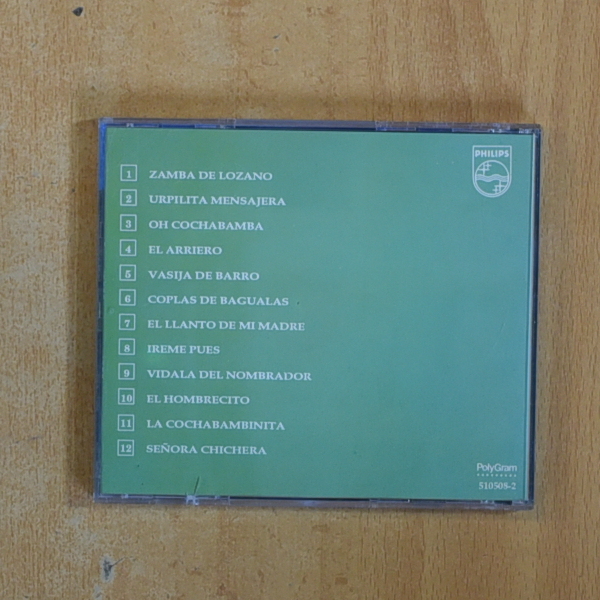 PHILIPS
1 ZAMBA DE LOZANO
2 URPILITA MENSAJERA
3 OH COCHABAMBA
4 EL ARRIERO
5 VASIJA DE BARRO
6 COPLAS DE BAGUALAS
7 EL LLANTO DE MI MADRE
8 IREME PUES
9 VIDALA DEL NOMBRADOR
10 EL HOMBRECITO
11 LA COCHABAMBINITA
12 SEÑORA CHICHERA
PolyGram
510505-2